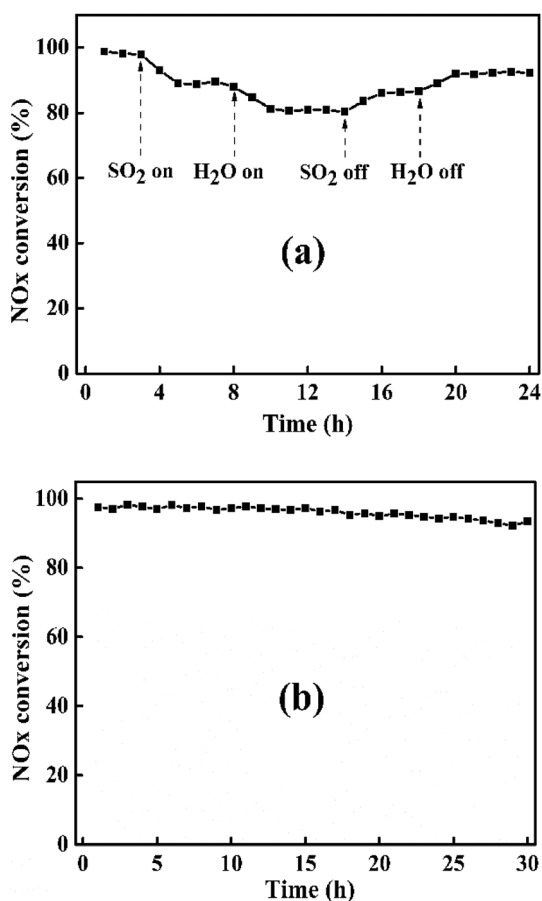 100
80
60
40
20
0
NOx conversion (%)
SO2 on
H2O on
SO2 off
H2O off
(a)
0 4 8 12 16 20 24
Time (h)
100
80
60
40
20
0
NOx conversion (%)
(b)
0 5 10 15 20 25 30
Time (h)